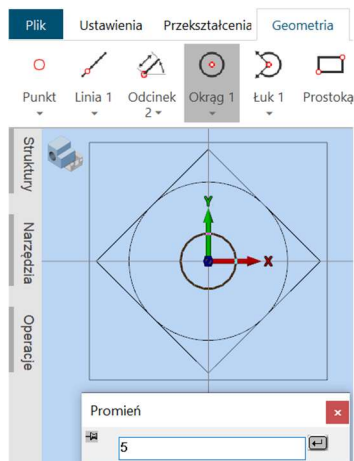 Plik Ustawienia Przekształcenia Geometria
Punkt Linia 1 Odcinek 2 Okrąg 1 Łuk 1 Prostoką
Struktury
Narzędzia
Operacje
Y
X
Promień
5